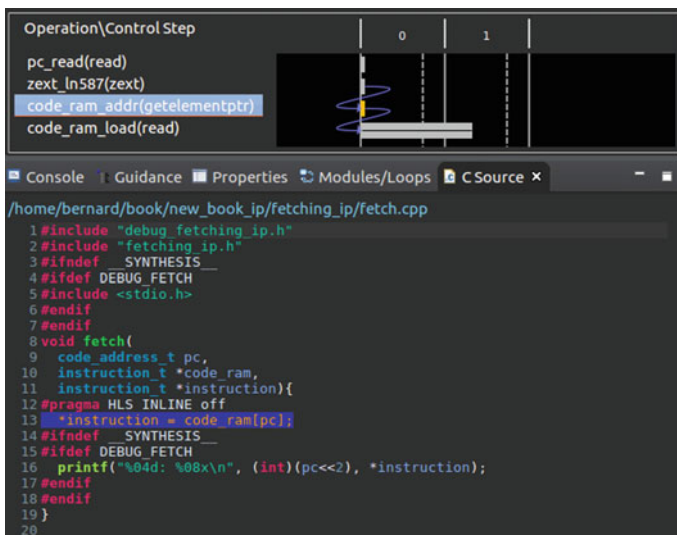 Operation\Control Step 0 1
pc_read(read)
zext_ln587(zext)
code_ram_addr(getelementptr)
code_ram_load(read)
Console Guidance Properties Modules/Loops C Source ×
/home/bernard/book/new_book_ip/fetching_ip/fetch.cpp
1 #include "debug_fetching_ip.h"
2 #include "fetching_ip.h"
3 #ifndef __SYNTHESIS__
4 #ifdef DEBUG_FETCH
5 #include <stdio.h>
6 #endif
7 #endif
8 void fetch(
9 code_address_t pc,
10 instruction_t *code_ram,
11 instruction_t *instruction){
12 #pragma HLS INLINE off
13 *instruction = code_ram[pc];
14 #ifndef __SYNTHESIS__
15 #ifdef DEBUG_FETCH
16 printf("%04d: %08x\n", (int)(pc<<2), *instruction);
17 #endif
18 #endif
19 }
20